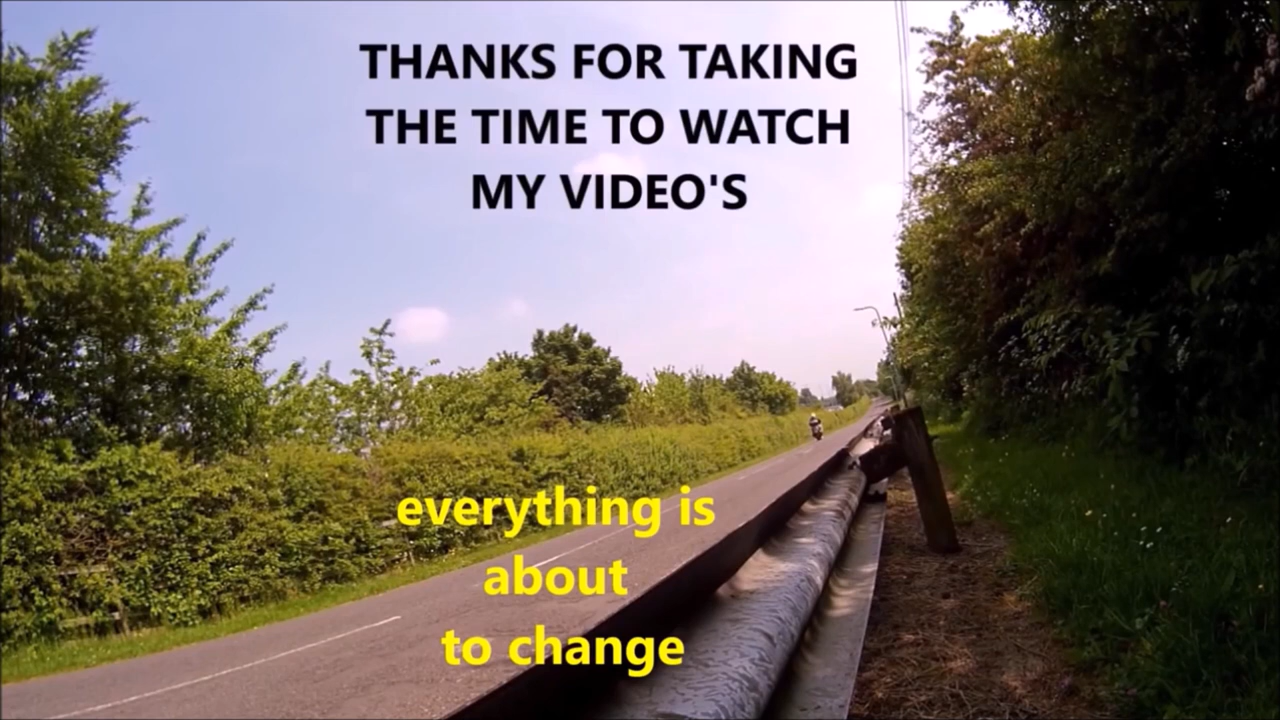 THANKS FOR TAKING
THE TIME TO WATCH
MY VIDEO'S
everything is
about
to change